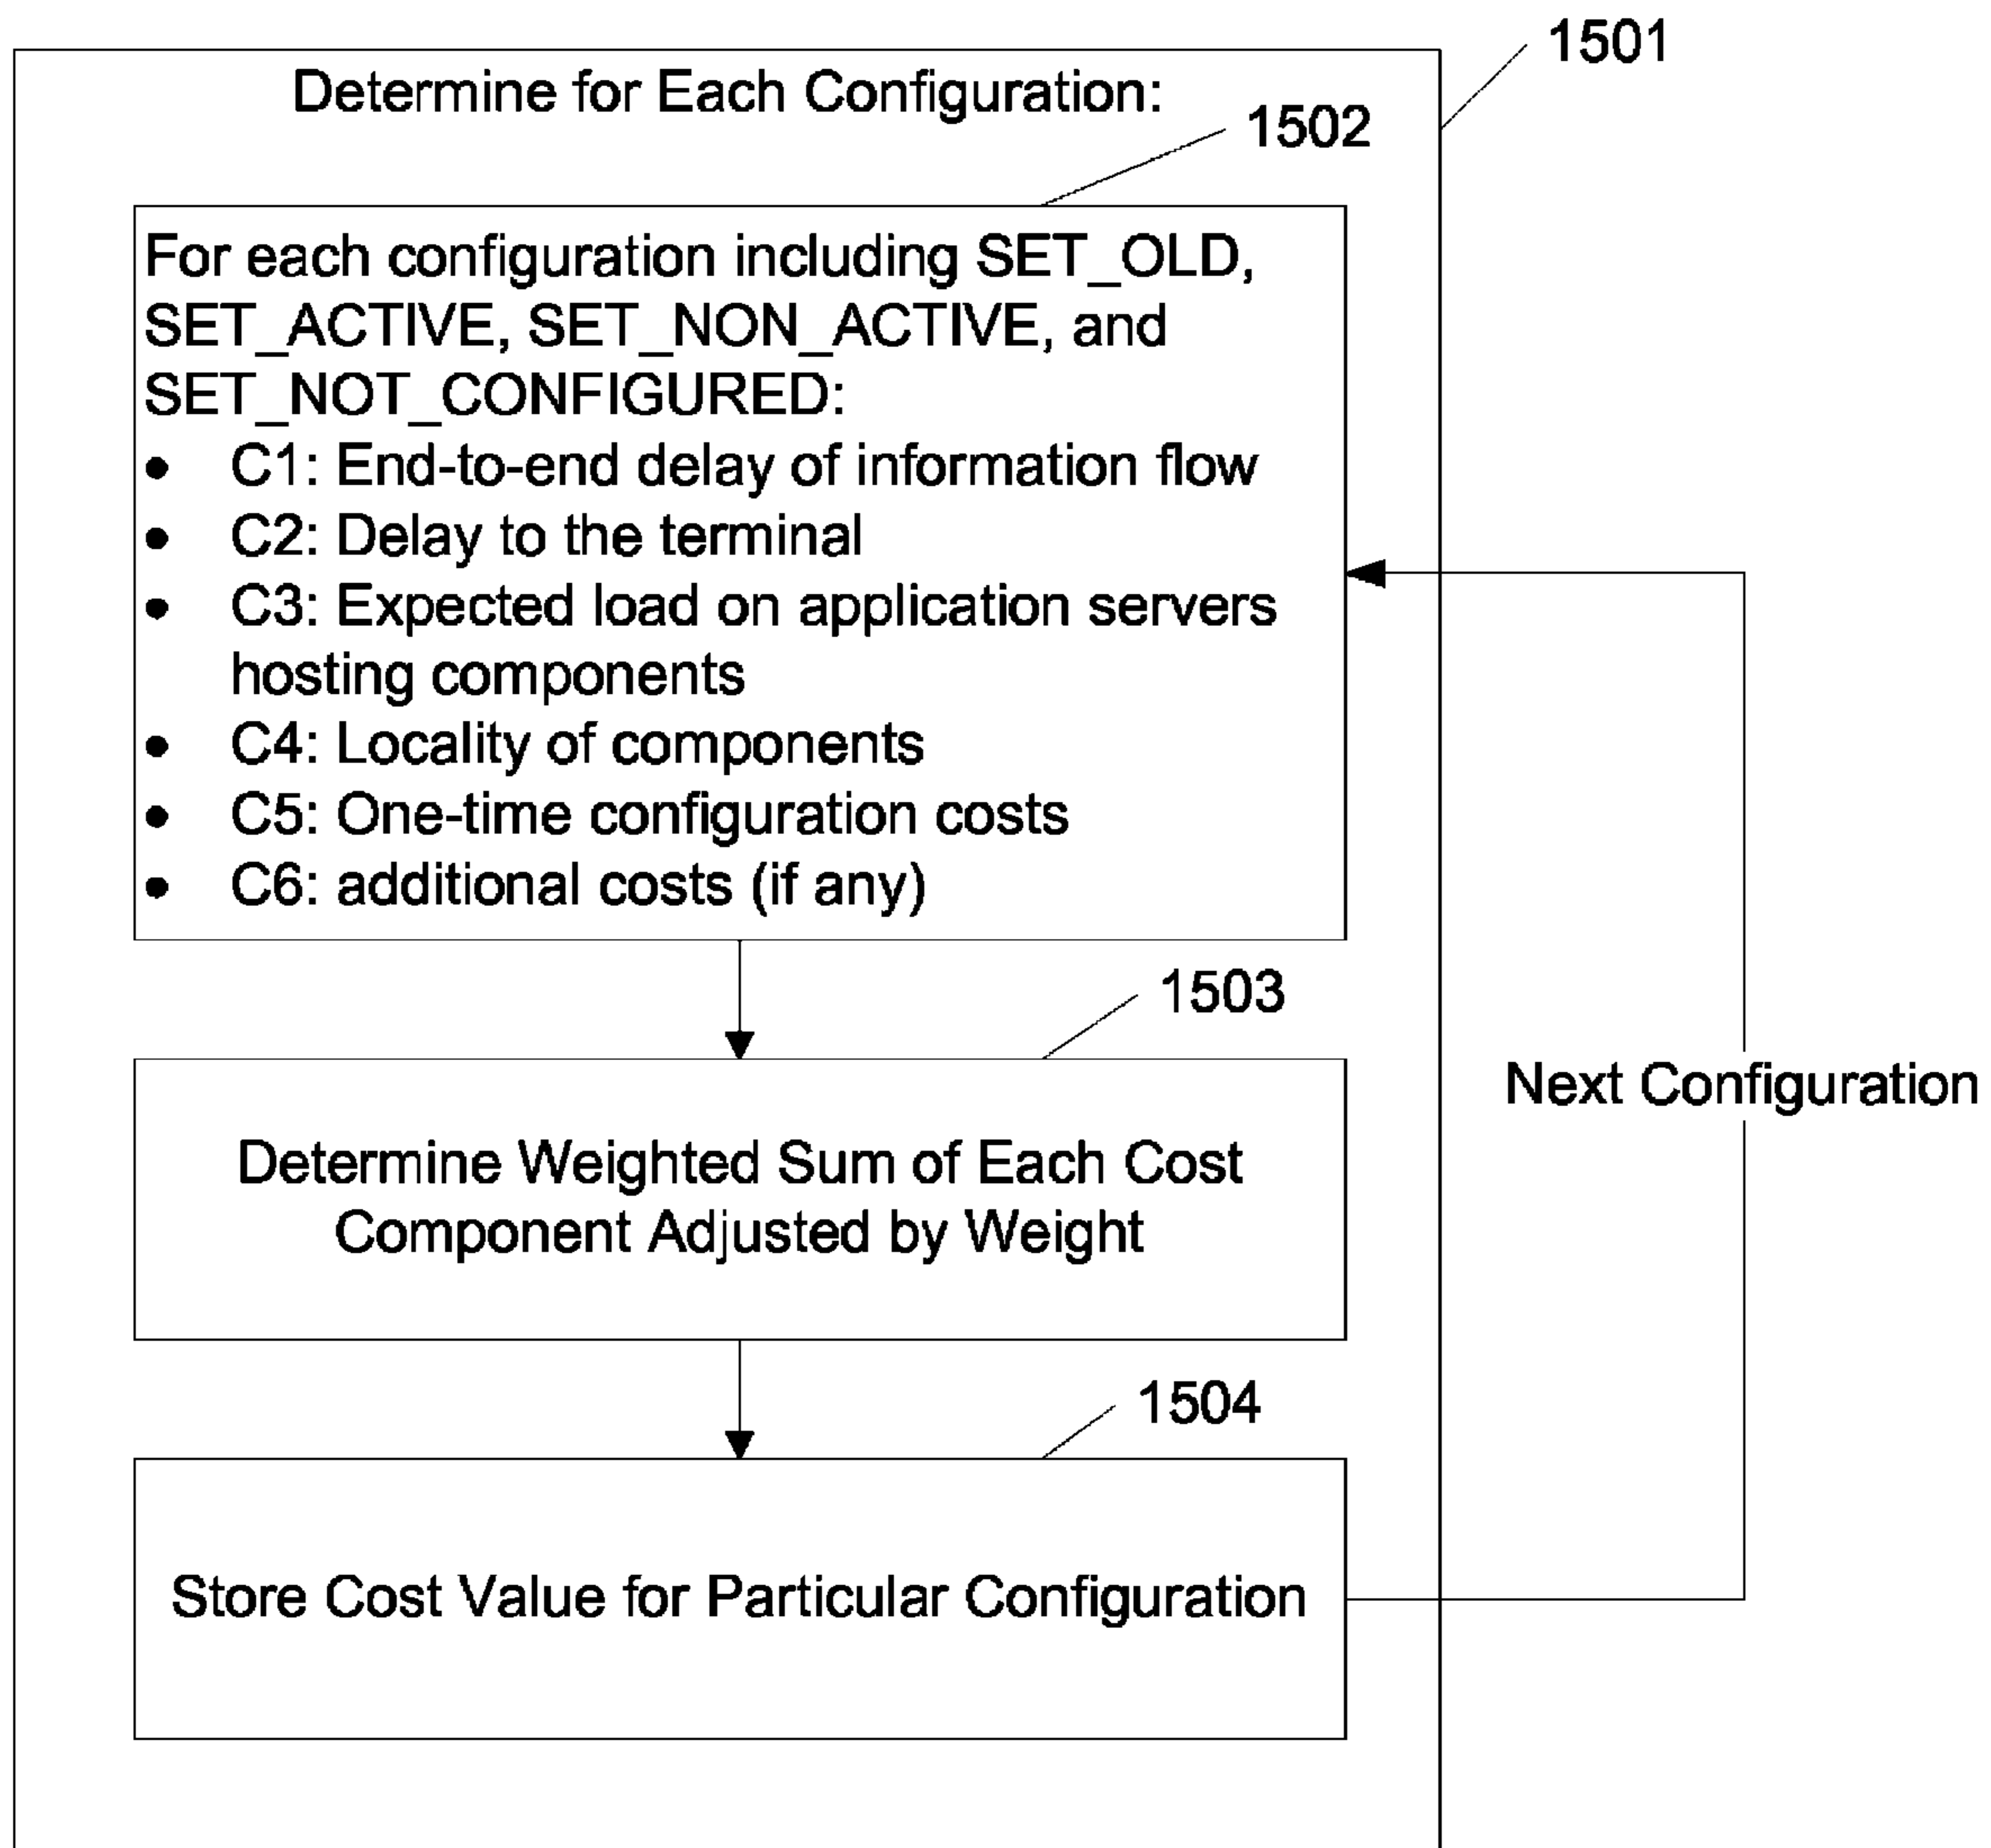 1501
Determine for Each Configuration:
1502
For each configuration including SET_OLD,
SET_ACTIVE, SET_NON_ACTIVE, and
SET_NOT_CONFIGURED:
• C1: End-to-end delay of information flow
• C2: Delay to the terminal
• C3: Expected load on application servers
hosting components
• C4: Locality of components
• C5: One-time configuration costs
• C6: additional costs (if any)
1503
Next Configuration
Determine Weighted Sum of Each Cost
Component Adjusted by Weight
1504
Store Cost Value for Particular Configuration